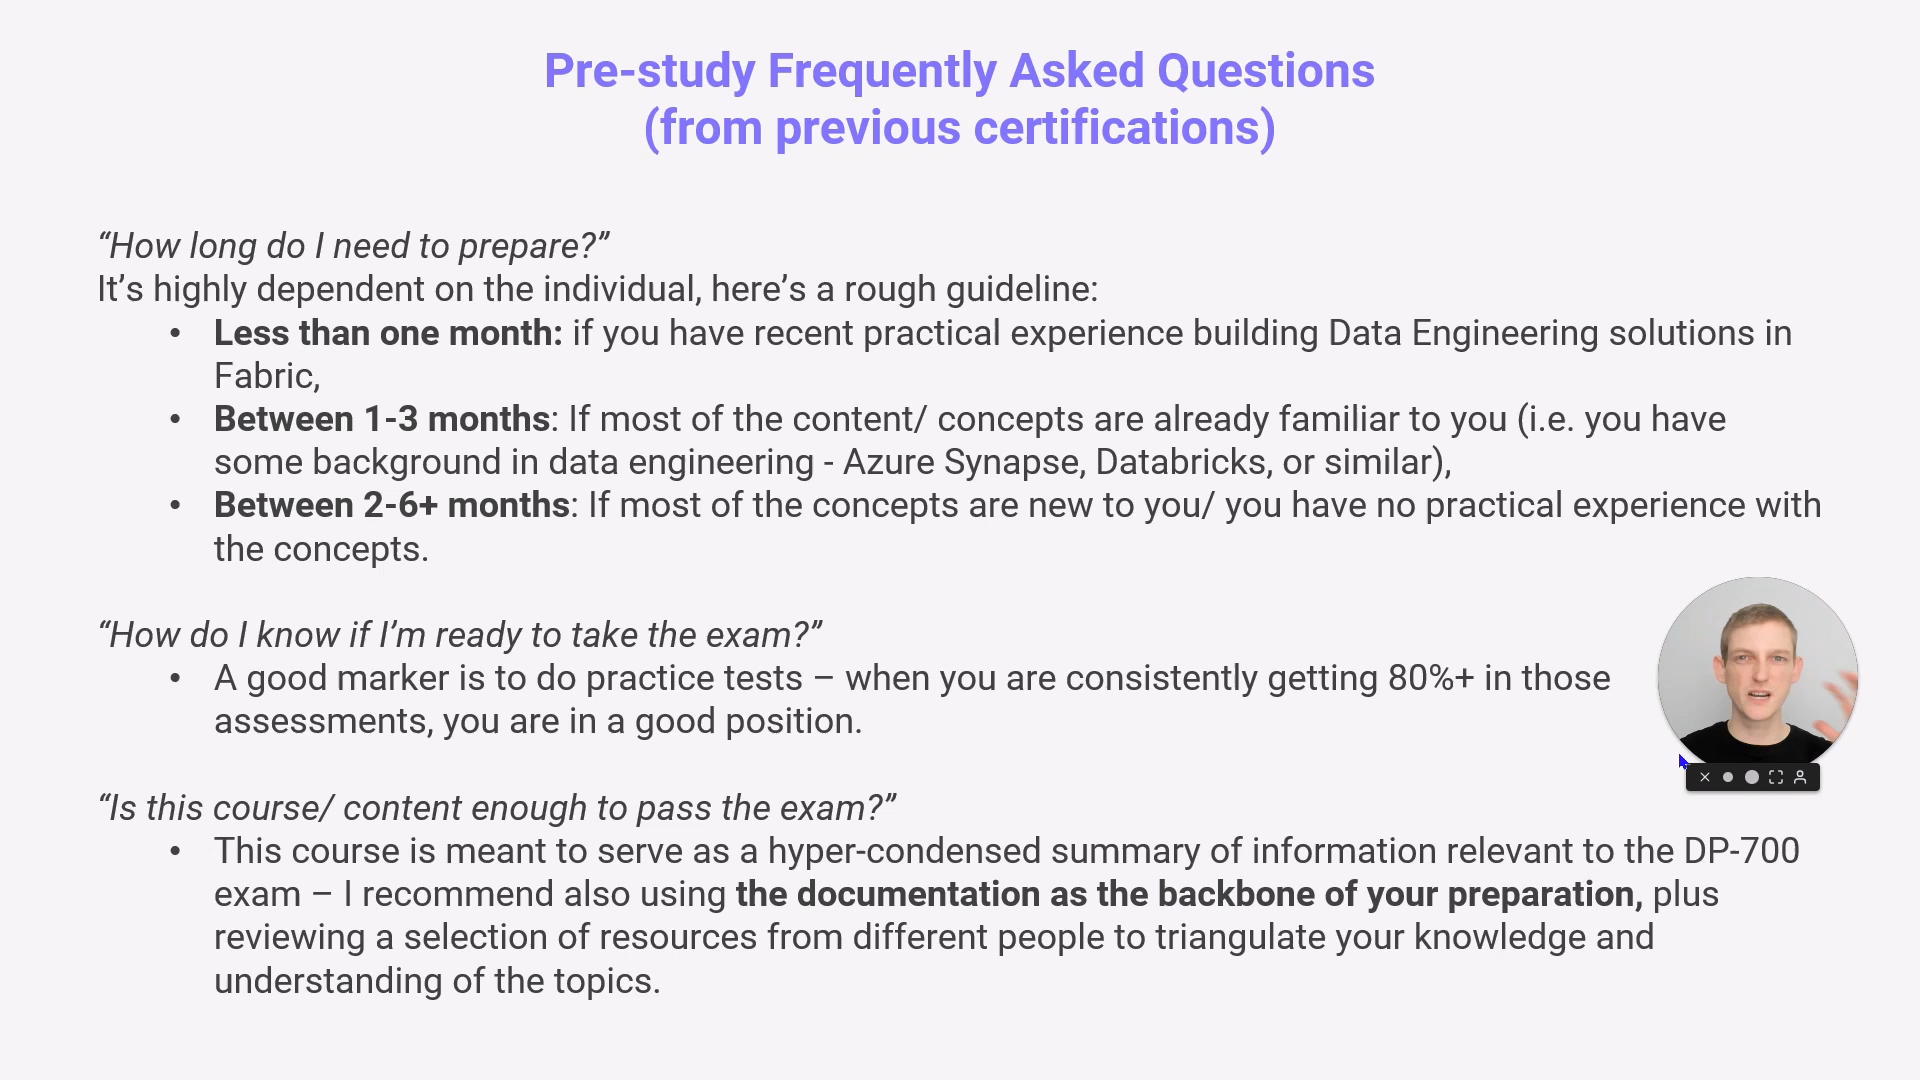 Pre-study Frequently Asked Questions
(from previous certifications)
“How long do I need to prepare?”
It’s highly dependent on the individual, here’s a rough guideline:
• Less than one month: if you have recent practical experience building Data Engineering solutions in
Fabric,
• Between 1-3 months: If most of the content/ concepts are already familiar to you (i.e. you have
some background in data engineering - Azure Synapse, Databricks, or similar),
• Between 2-6+ months: If most of the concepts are new to you/ you have no practical experience with
the concepts.
“How do I know if I’m ready to take the exam?”
• A good marker is to do practice tests – when you are consistently getting 80%+ in those
assessments, you are in a good position.
“Is this course/ content enough to pass the exam?”
• This course is meant to serve as a hyper-condensed summary of information relevant to the DP-700
exam – I recommend also using the documentation as the backbone of your preparation, plus
reviewing a selection of resources from different people to triangulate your knowledge and
understanding of the topics.